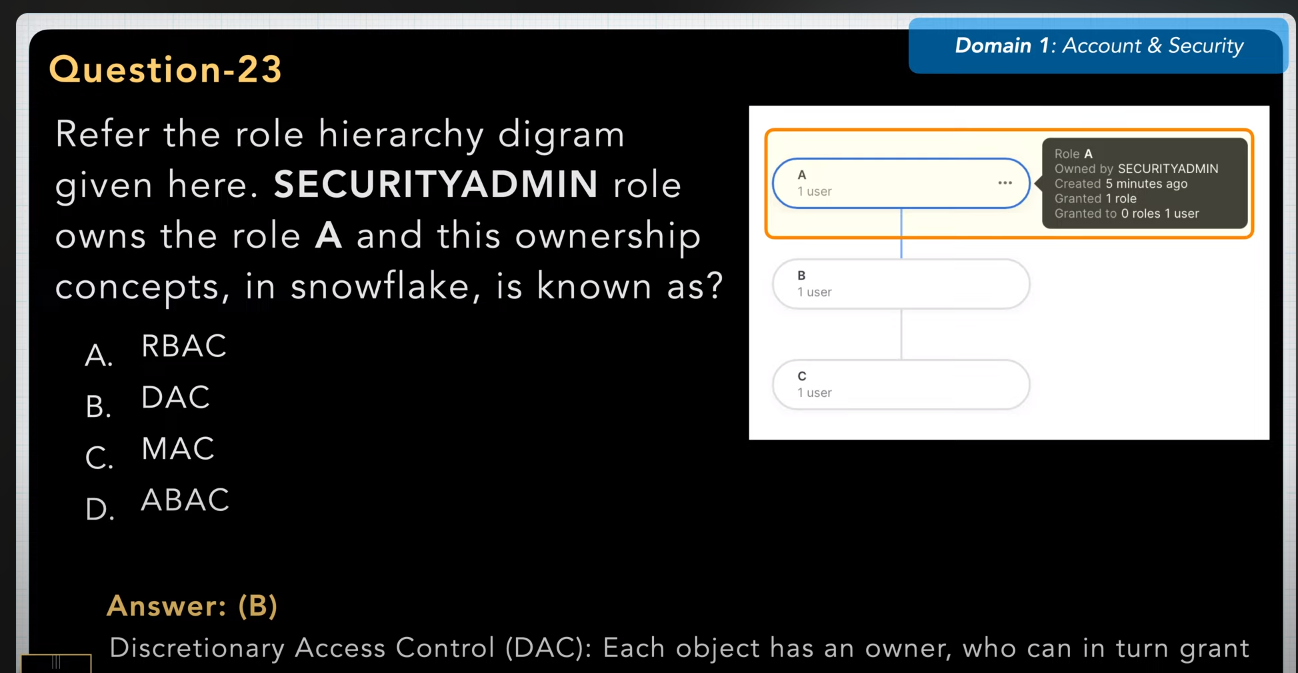 Domain 1: Account & Security
Question-23
Refer the role hierarchy digram
given here. SECURITYADMIN role
owns the role A and this ownership
concepts, in snowflake, is known as?
A. RBAC
B. DAC
C. MAC
D. ABAC
A
1 user
...
Role A
Owned by SECURITYADMIN
Created 5 minutes ago
Granted 1 role
Granted to 0 roles 1 user
B
1 user
C
1 user
Answer: (B)
Discretionary Access Control (DAC): Each object has an owner, who can in turn grant